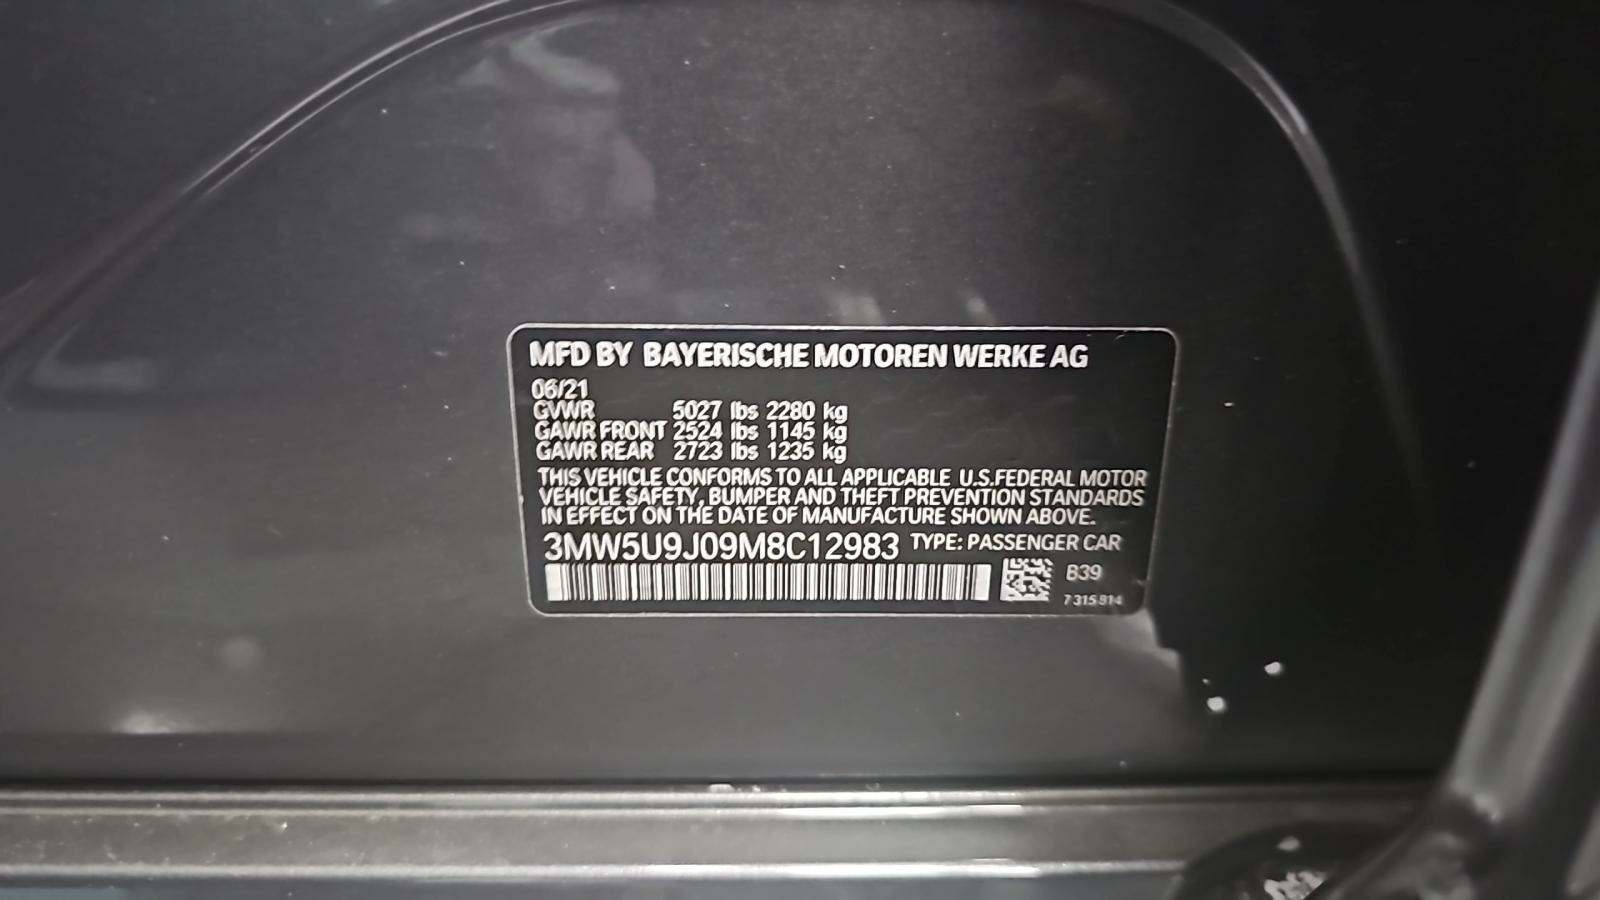 MFD BY BAYERISCHE MOTOREN WERKE AG
06/21
GVWR 5027 lbs 2280 kg
GAWR FRONT 2524 lbs 1145 kg
GAWR REAR 2723 lbs 1235 kg
THIS VEHICLE CONFORMS TO ALL APPLICABLE U.S.FEDERAL MOTOR
VEHICLE SAFETY, BUMPER AND THEFT PREVENTION STANDARDS
IN EFFECT ON THE DATE OF MANUFACTURE SHOWN ABOVE.
3MW5U9J09M8C12983 TYPE: PASSENGER CAR
B39
7 315 814